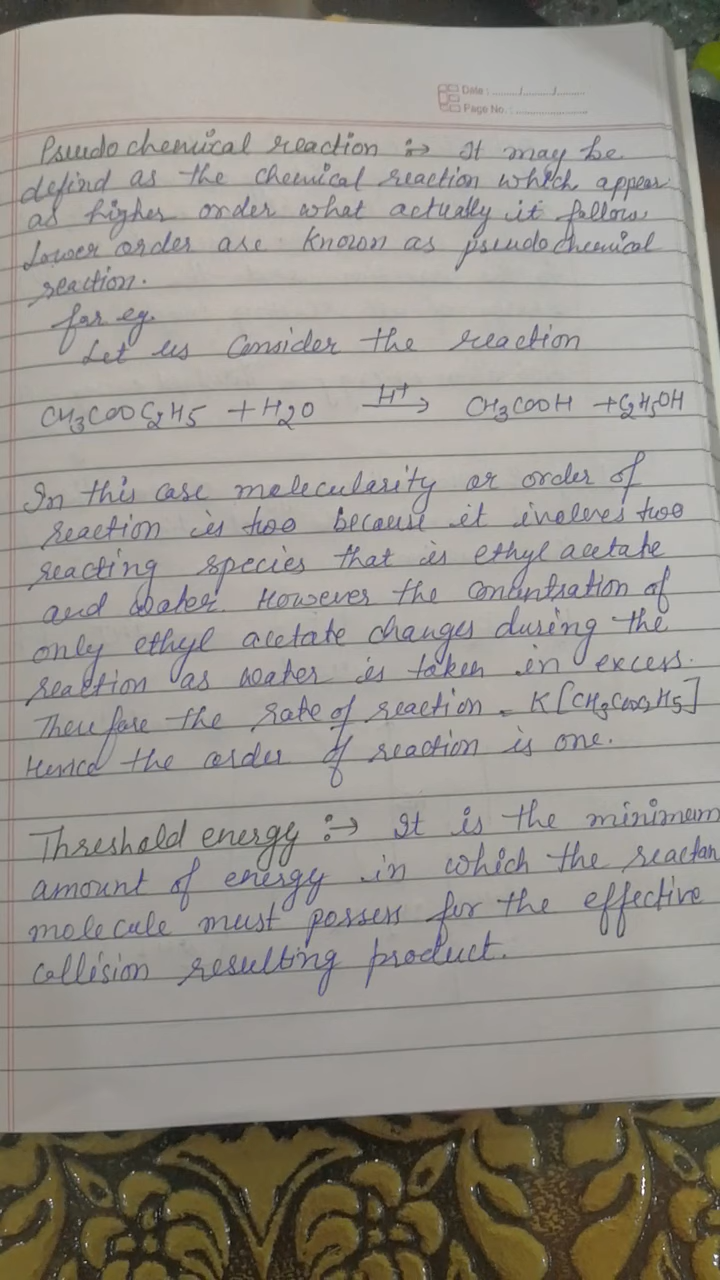 Date : ......../......../........
Page No. : ........................
Pseudo chemical reaction :→ It may be
defind as the chemical reaction which appear
as higher order what actually it follow
Lower order are known as pseudo chemical
reaction.
for eg.
Let us Consider the reaction
CH3COOC2H5 + H2O —H+→ CH3COOH + C2H5OH
In this case molecularity or order of
reaction is two because it involves two
reacting species that is ethyl acetate
and water. However the concentration of
only ethyl acetate changes during the
reaction as water is taken in excess.
Therefore the rate of reaction = K[CH3COOC2H5]
Hence the order of reaction is one.
Threshold energy :→ It is the minimum
amount of energy in which the reactan
molecule must possess for the effective
collision resulting product.